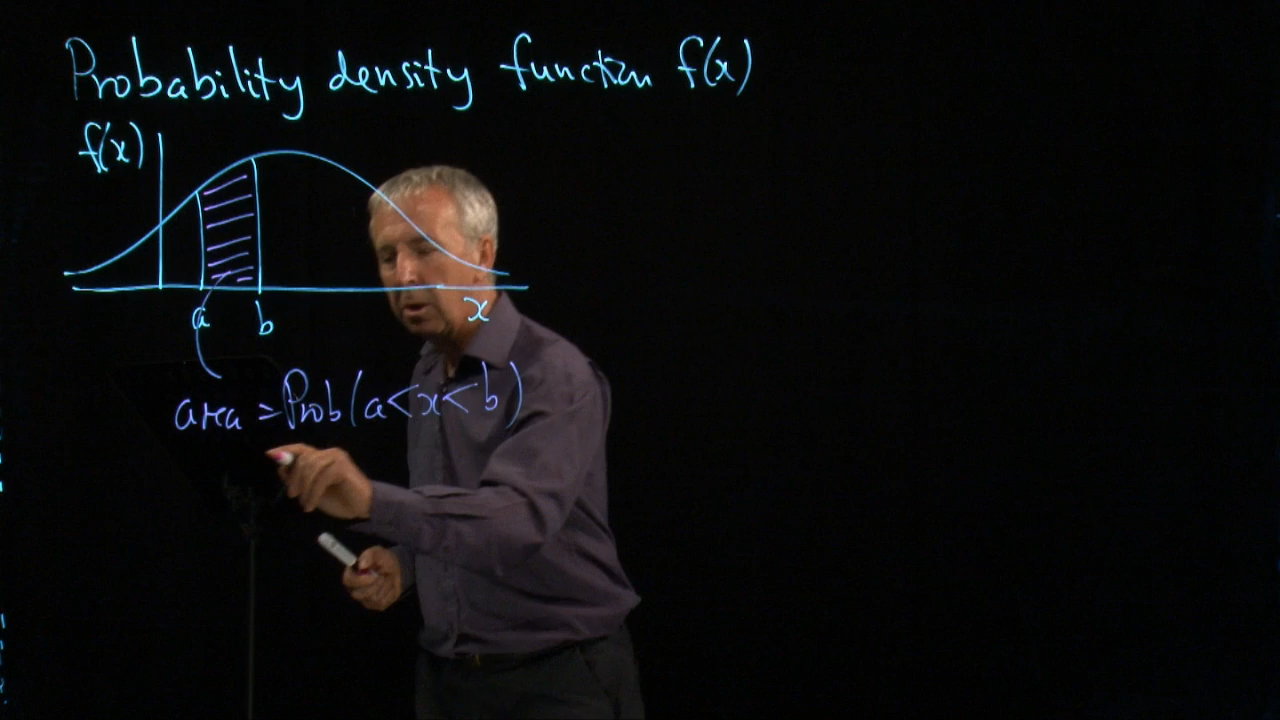 Probability density function f(x)
f(x)
a b x
area = Prob(a<x<b)